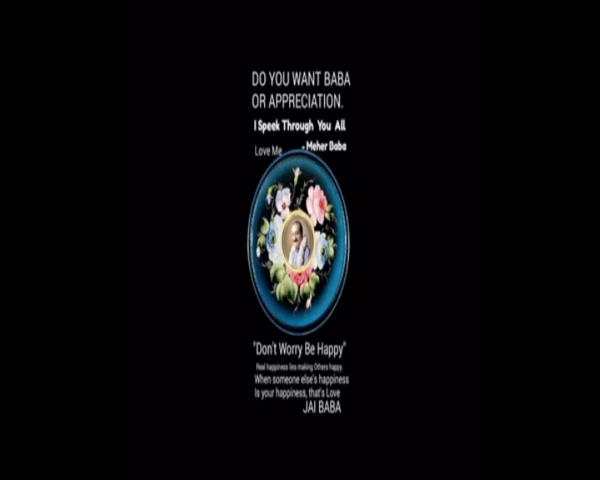 DO YOU WANT BABA
OR APPRECIATION.
I Speek Through You All
Love Me
- Meher Baba
"Don't Worry Be Happy"
Real happiness lies making Others happy.
When someone else's happiness
Is your happiness, that's Love
JAI BABA